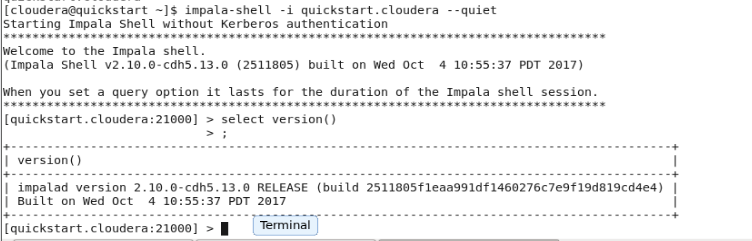 [cloudera@quickstart ~]$ impala-shell -i quickstart.cloudera --quiet
Starting Impala Shell without Kerberos authentication
***********************************************************************************
Welcome to the Impala shell.
(Impala Shell v2.10.0-cdh5.13.0 (2511805) built on Wed Oct  4 10:55:37 PDT 2017)

When you set a query option it lasts for the duration of the Impala shell session.
***********************************************************************************
[quickstart.cloudera:21000] > select version()
                            > ;
+-------------------------------------------------------------------------------------------+
| version()                                                                                 |
+-------------------------------------------------------------------------------------------+
| impalad version 2.10.0-cdh5.13.0 RELEASE (build 2511805f1eaa991df1460276c7e9f19d819cd4e4) |
| Built on Wed Oct  4 10:55:37 PDT 2017                                                     |
+-------------------------------------------------------------------------------------------+
[quickstart.cloudera:21000] >
Terminal